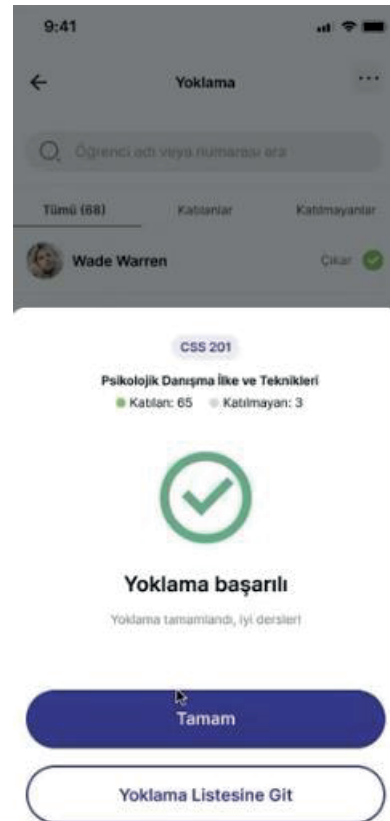 9:41
Yoklama
Öğrenci adı veya numarası ara
Tümü (68) Katılanlar Katılmayanlar
Wade Warren Çıkar
CSS 201
Psikolojik Danışma İlke ve Teknikleri
Katılan: 65 Katılmayan: 3
Yoklama başarılı
Yoklama tamamlandı, iyi dersler!
Tamam
Yoklama Listesine Git